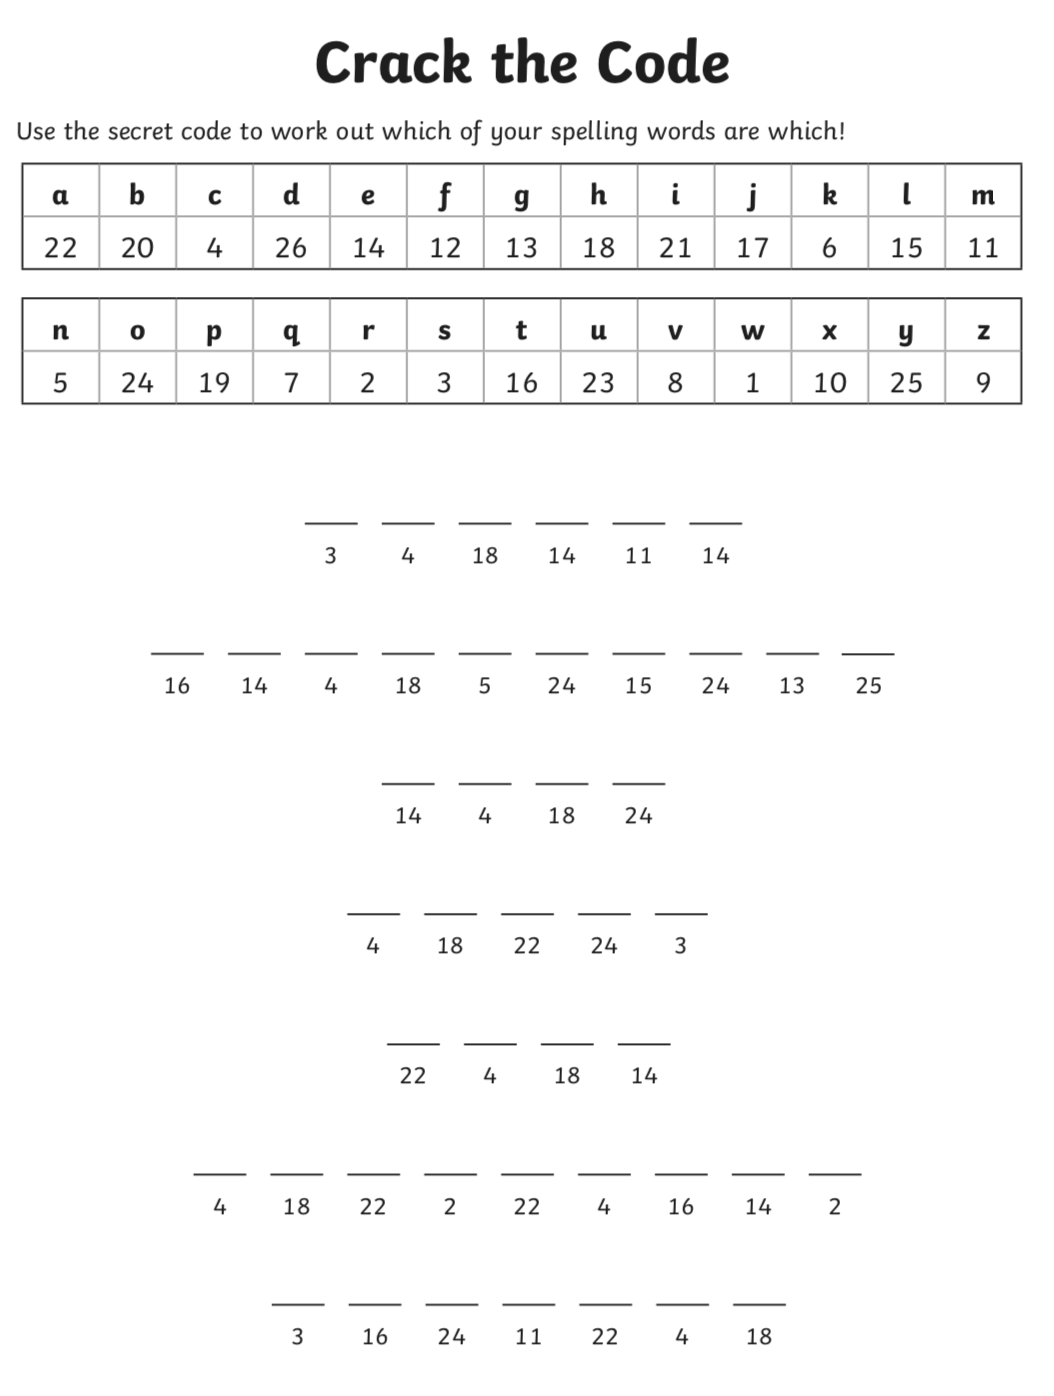 Crack the Code
Use the secret code to work out which of your spelling words are which!
a b c d e f g h i j k l m
22 20 4 26 14 12 13 18 21 17 6 15 11
n o p q r s t u v w x y z
5 24 19 7 2 3 16 23 8 1 10 25 9
3 4 18 14 11 14
16 14 4 18 5 24 15 24 13 25
14 4 18 24
4 18 22 24 3
22 4 18 14
4 18 22 2 22 4 16 14 2
3 16 24 11 22 4 18